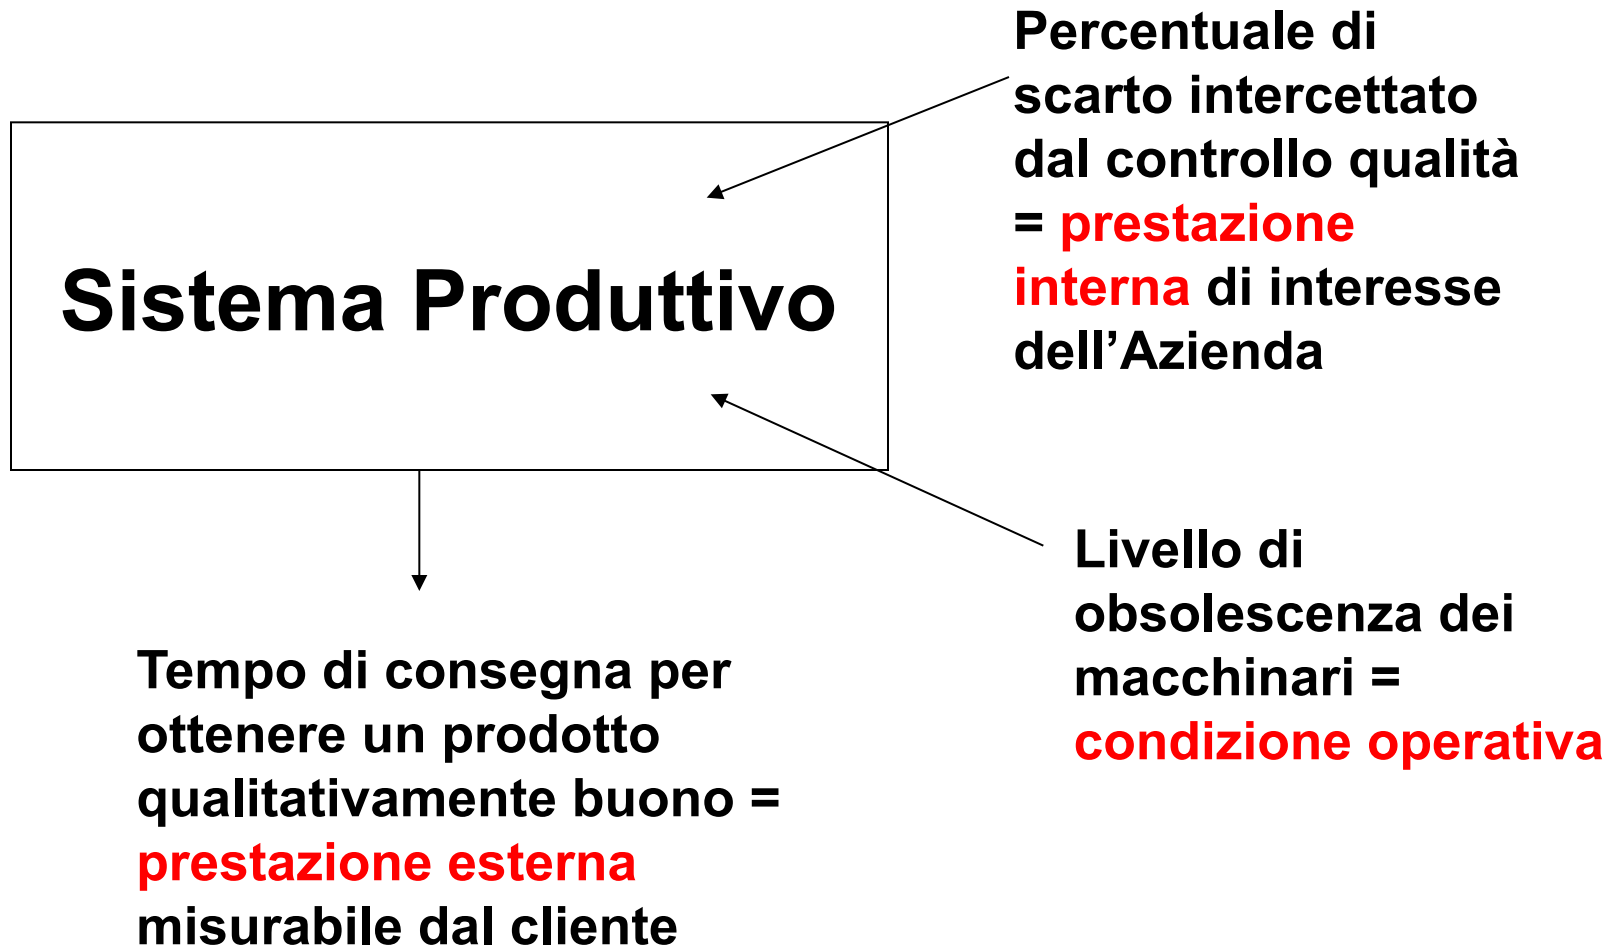 Percentuale di
scarto intercettato
dal controllo qualità
= prestazione
interna di interesse
dell’Azienda
Sistema Produttivo
Livello di
obsolescenza dei
macchinari =
condizione operativa
Tempo di consegna per
ottenere un prodotto
qualitativamente buono =
prestazione esterna
misurabile dal cliente